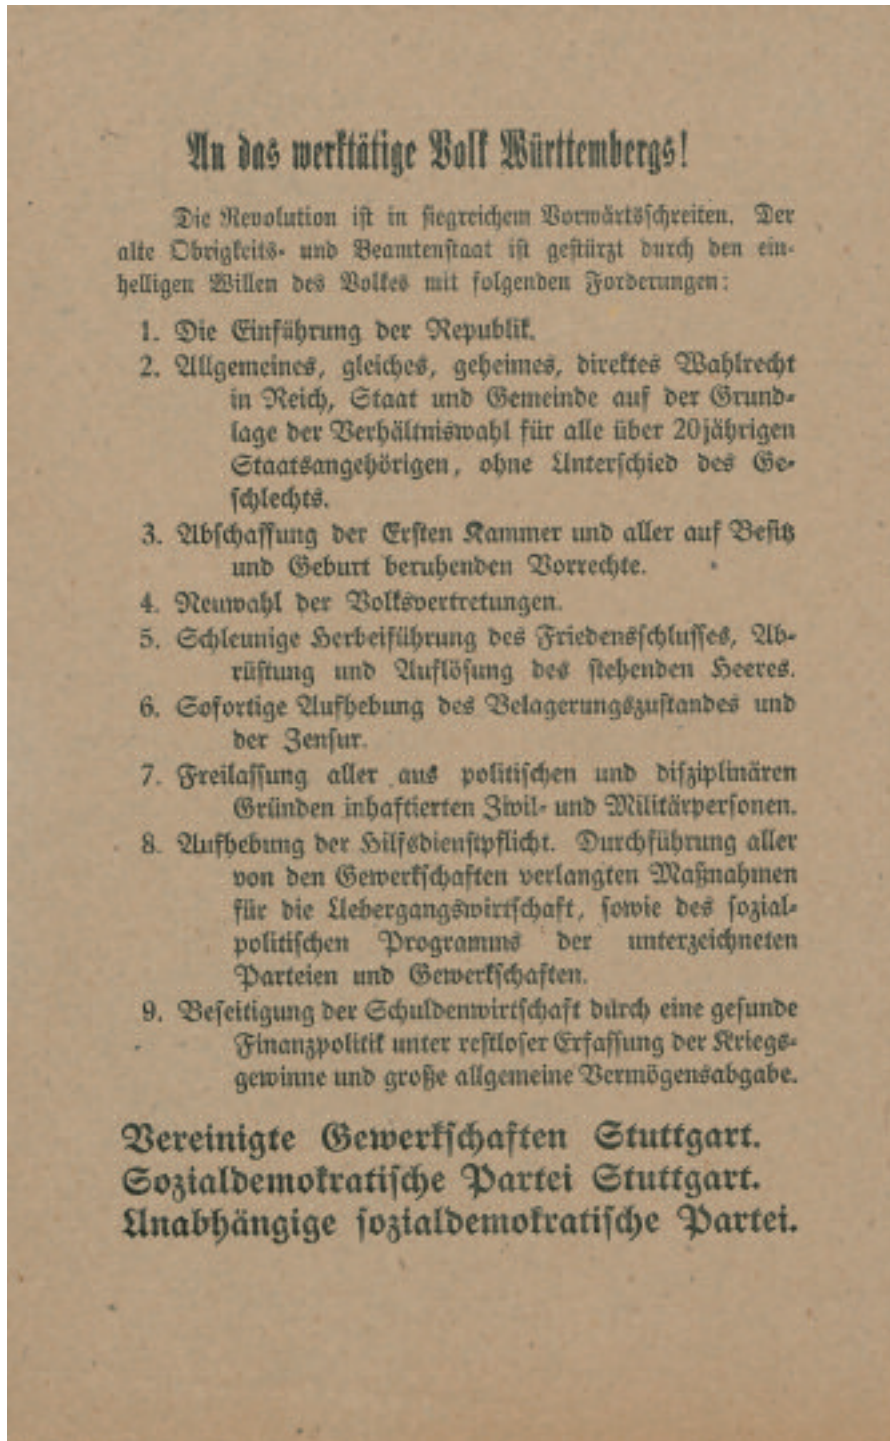 An das werktätige Volk Württembergs!
Die Revolution ist in siegreichem Vorwärtsschreiten. Der
alte Obrigkeits- und Beamtenstaat ist gestürzt durch den ein-
helligen Willen des Volkes mit folgenden Forderungen:
1. Die Einführung der Republik.
2. Allgemeines, gleiches, geheimes, direktes Wahlrecht
in Reich, Staat und Gemeinde auf der Grund-
lage der Verhältniswahl für alle über 20jährigen
Staatsangehörigen, ohne Unterschied des Ge-
schlechts.
3. Abschaffung der Ersten Kammer und aller auf Besitz
und Geburt beruhenden Vorrechte.
4. Neuwahl der Volksvertretungen.
5. Schleunige Herbeiführung des Friedensschlusses, Ab-
rüstung und Auflösung des stehenden Heeres.
6. Sofortige Aufhebung des Belagerungszustandes und
der Zensur.
7. Freilassung aller aus politischen und disziplinären
Gründen inhaftierten Zivil- und Militärpersonen.
8. Aufhebung der Hilfsdienstpflicht. Durchführung aller
von den Gewerkschaften verlangten Maßnahmen
für die Uebergangswirtschaft, sowie des sozial-
politischen Programms der unterzeichneten
Parteien und Gewerkschaften.
9. Beseitigung der Schuldenwirtschaft durch eine gesunde
Finanzpolitik unter restloser Erfassung der Kriegs-
gewinne und große allgemeine Vermögensabgabe.
Vereinigte Gewerkschaften Stuttgart.
Sozialdemokratische Partei Stuttgart.
Unabhängige sozialdemokratische Partei.